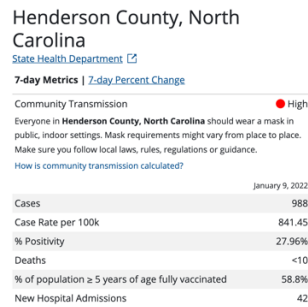 Henderson County, North
Carolina
State Health Department
7-day Metrics | 7-day Percent Change
Community Transmission High
Everyone in Henderson County, North Carolina should wear a mask in
public, indoor settings. Mask requirements might vary from place to place.
Make sure you follow local laws, rules, regulations or guidance.
How is community transmission calculated?
January 9, 2022
Cases 988
Case Rate per 100k 841.45
% Positivity 27.96%
Deaths <10
% of population ≥ 5 years of age fully vaccinated 58.8%
New Hospital Admissions 42